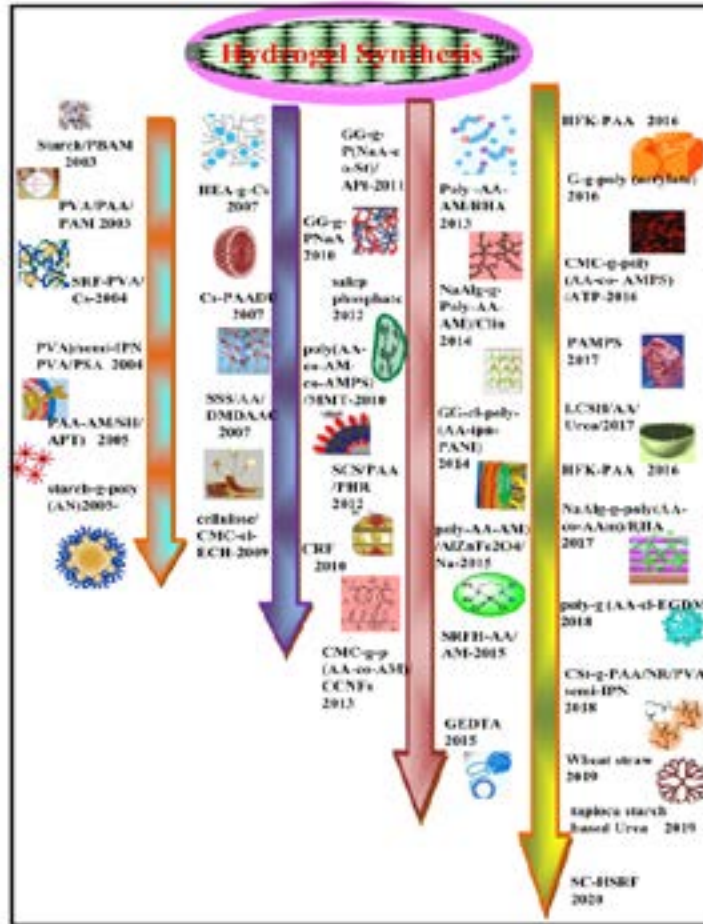 Hydrogel Synthesis
Starch/PBAM
2003
PVA/PAA/
PAM 2003
SRF-PVA/
Cs-2004
PVA)/semi-IPN
PVA/PSA 2004
PAA-AM/SH/
APT) 2005
starch-g-poly
(AN)2005-
HEA-g-Cs
2007
Cs-PAADU
2007
SSS/AA/
DMDAAC
2007
cellulose/
CMC-cl-
ECH-2009
GG-g-
P(NaA-c
o-St)/
APt-2011
GG-g-
PNaA
2010
salep
phosphate
2012
poly(AA-
co-AM-
co-AMPS)
/MMT-2010
SCS/PAA
/PHR
2012
CRF
2010
CMC-g-p
(AA-co-AM)
CCNFs
2013
Poly-AA-
AM/RHA
2013
NaAlg-g-
Poly-AA-
AM)/Clin
2014
GG-cl-poly-
(AA-ipn-
PANI)
2014
poly-AA-AM)
/AlZnFe2O4/
Na-2015
SRFH-AA/
AM-2015
GEDTA
2015
HFK-PAA 2016
G-g-poly (acrylate)
2016
CMC-g-poly
(AA-co- AMPS)
/ATP-2016
PAMPS
2017
LCSH/AA/
Urea/2017
HFK-PAA 2016
NaAlg-g-poly(AA-
co-AAm)/RHA
2017
poly-g (AA-cl-EGDM
2018
CSt-g-PAA/NR/PVA
semi-IPN
2018
Wheat straw
2019
tapioca starch
based Urea 2019
SC-HSRF
2020